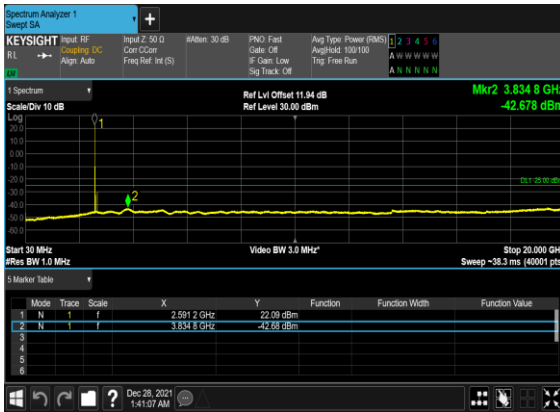 Spectrum Analyzer 1
Swept SA
+
KEYSIGHT Input: RF Input Z: 50 Ω #Atten: 30 dB PNO: Fast Avg Type: Power (RMS) 1 2 3 4 5 6
RL Coupling: DC Corr CCorr Gate: Off Avg|Hold: 100/100 A W W W W W
Align: Auto Freq Ref: Int (S) IF Gain: Low Trig: Free Run
LW Sig Track: Off A N N N N N
1 Spectrum Ref Lvl Offset 11.94 dB Mkr2 3.834 8 GHz
Scale/Div 10 dB Ref Level 30.00 dBm -42.678 dBm
Log
1
20.0
10.0
0.00
-10.0
-20.0
DL1 -25.00 dBm
-30.0
2
-40.0
-50.0
-60.0
Start 30 MHz Video BW 3.0 MHz* Stop 20.000 GHz
#Res BW 1.0 MHz Sweep ~38.3 ms (40001 pts)
5 Marker Table
Mode Trace Scale X Y Function Function Width Function Value
1 N 1 f 2.591 2 GHz 22.09 dBm
2 N 1 f 3.834 8 GHz -42.68 dBm
3
4
5
6
? Dec 28, 2021
1:41:07 AM